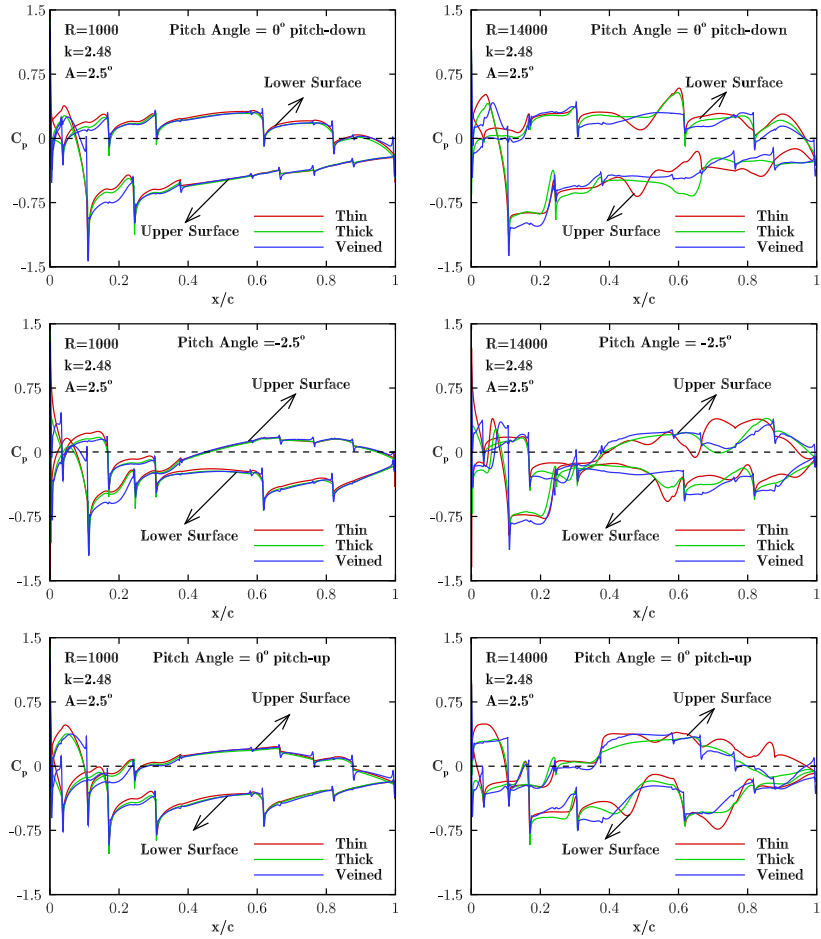 R=1000 Pitch Angle = 0° pitch-down
k=2.48
A=2.5°
0.75
0
-0.75
-1.5
C_p
Lower Surface
Upper Surface
Thin
Thick
Veined
0 0.2 0.4 0.6 0.8 1
x/c
R=14000 Pitch Angle = 0° pitch-down
k=2.48
A=2.5°
0.75
0
-0.75
-1.5
C_p
Lower Surface
Upper Surface
Thin
Thick
Veined
0 0.2 0.4 0.6 0.8 1
x/c
1.5
R=1000 Pitch Angle =-2.5°
k=2.48
A=2.5°
0.75
0
-0.75
-1.5
C_p
Upper Surface
Lower Surface
Thin
Thick
Veined
0 0.2 0.4 0.6 0.8 1
x/c
1.5
R=14000 Pitch Angle = -2.5°
k=2.48
A=2.5°
0.75
0
-0.75
-1.5
C_p
Upper Surface
Lower Surface
Thin
Thick
Veined
0 0.2 0.4 0.6 0.8 1
x/c
1.5
R=1000 Pitch Angle = 0° pitch-up
k=2.48
A=2.5°
0.75
0
-0.75
-1.5
C_p
Upper Surface
Lower Surface
Thin
Thick
Veined
0 0.2 0.4 0.6 0.8 1
x/c
1.5
R=14000 Pitch Angle = 0° pitch-up
k=2.48
A=2.5°
0.75
0
-0.75
-1.5
C_p
Upper Surface
Lower Surface
Thin
Thick
Veined
0 0.2 0.4 0.6 0.8 1
x/c